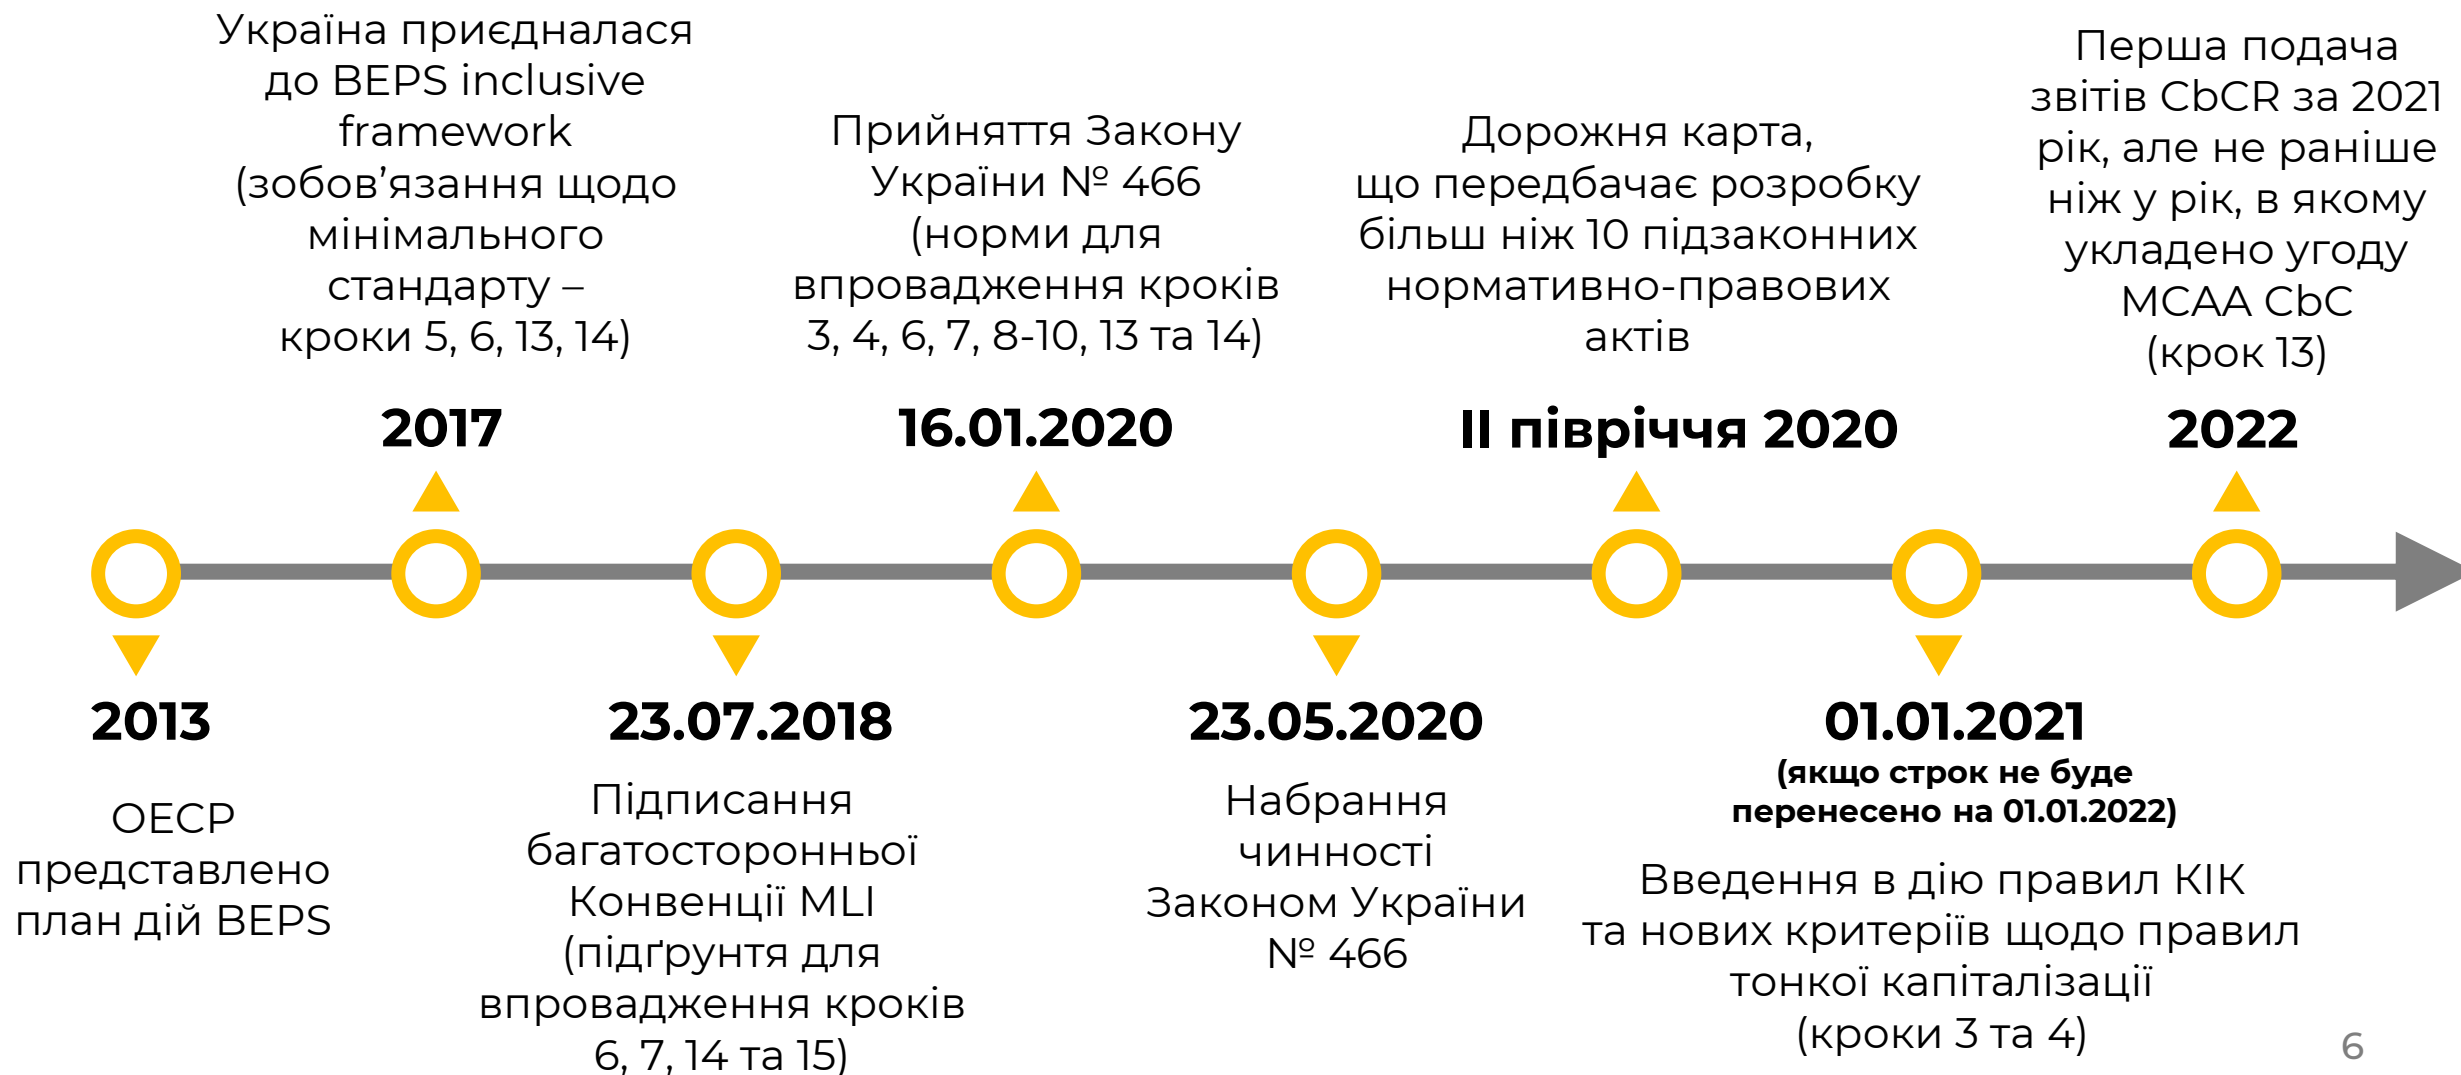 Україна приєдналася
до BEPS inclusive
framework
(зобов’язання щодо
мінімального
стандарту –
кроки 5, 6, 13, 14)
2017
Прийняття Закону
України № 466
(норми для
впровадження кроків
3, 4, 6, 7, 8-10, 13 та 14)
16.01.2020
Дорожня карта,
що передбачає розробку
більш ніж 10 підзаконних
нормативно-правових
актів
ІІ півріччя 2020
Перша подача
звітів CbCR за 2021
рік, але не раніше
ніж у рік, в якому
укладено угоду
MCAA CbC
(крок 13)
2022
2013
ОЕСР
представлено
план дій BEPS
23.07.2018
Підписання
багатосторонньої
Конвенції MLI
(підґрунтя для
впровадження кроків
6, 7, 14 та 15)
23.05.2020
Набрання
чинності
Законом України
№ 466
01.01.2021
(якщо строк не буде
перенесено на 01.01.2022)
Введення в дію правил КІК
та нових критеріїв щодо правил
тонкої капіталізації
(кроки 3 та 4)
6